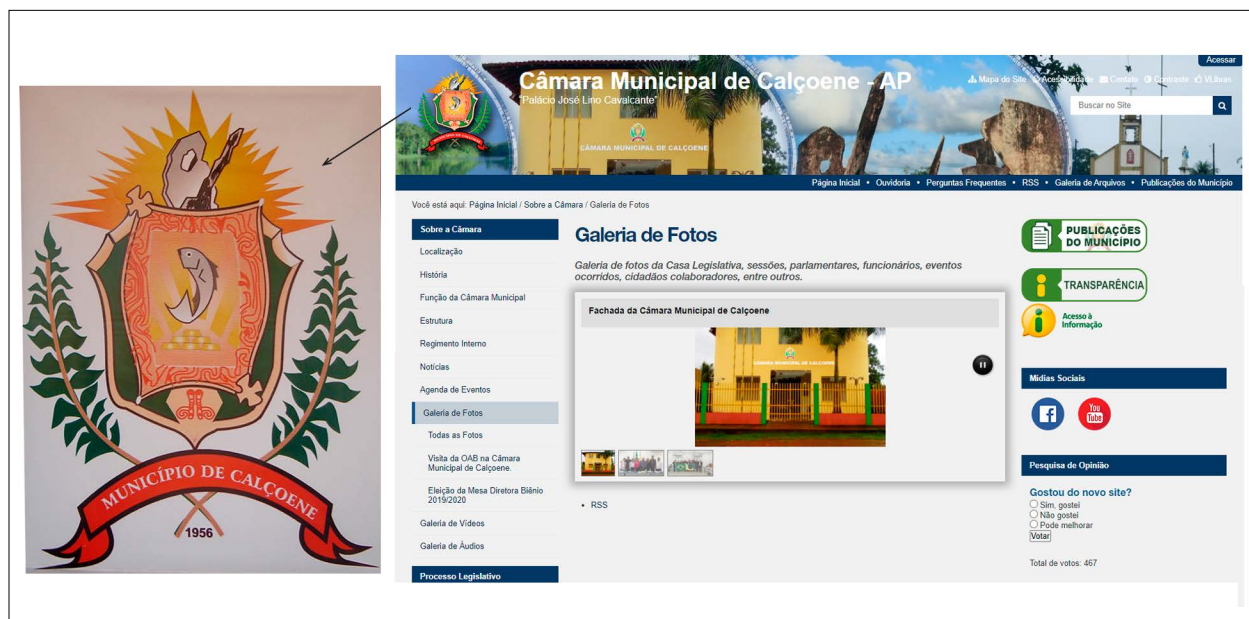 MUNICÍPIO DE CALÇOENE
1956
Câmara Municipal de Calçoene - AP
"Palácio José Lino Cavalcante"
CÂMARA MUNICIPAL DE CALÇOENE
Acessar
Mapa do Site Acessibilidade Contato Contraste VLibras
Buscar no Site
Página Inicial • Ouvidoria • Perguntas Frequentes • RSS • Galeria de Arquivos • Publicações do Município
Você está aqui: Página Inicial / Sobre a Câmara / Galeria de Fotos
Sobre a Câmara
Localização
História
Função da Câmara Municipal
Estrutura
Regimento Interno
Notícias
Agenda de Eventos
Galeria de Fotos
Todas as Fotos
Visita da OAB na Câmara
Municipal de Calçoene.
Eleição da Mesa Diretora Biênio
2019/2020
Galeria de Vídeos
Galeria de Áudios
Processo Legislativo
Galeria de Fotos
Galeria de fotos da Casa Legislativa, sessões, parlamentares, funcionários, eventos
ocorridos, cidadãos colaboradores, entre outros.
Fachada da Câmara Municipal de Calçoene
CÂMARA MUNICIPAL DE CALÇOENE
• RSS
PUBLICAÇÕES
DO MUNICÍPIO
TRANSPARÊNCIA
Acesso à
Informação
Mídias Sociais
You
Tube
Pesquisa de Opinião
Gostou do novo site?
Sim, gostei
Não gostei
Pode melhorar
Votar
Total de votos: 467